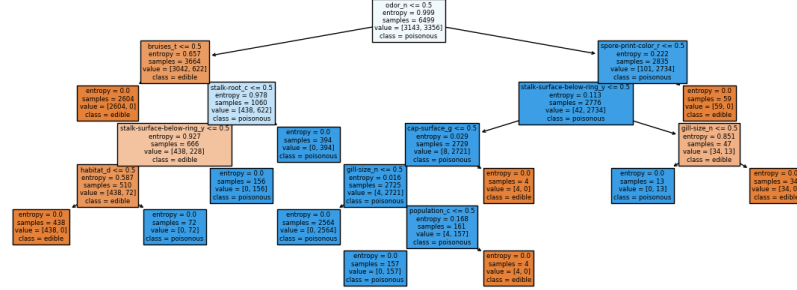 odor_n <= 0.5
entropy = 0.999
samples = 6499
value = [3143, 3356]
class = poisonous
bruises_t <= 0.5
entropy = 0.657
samples = 3664
value = [3042, 622]
class = edible
spore-print-color_r <= 0.5
entropy = 0.222
samples = 2835
value = [101, 2734]
class = poisonous
entropy = 0.0
samples = 2604
value = [2604, 0]
class = edible
stalk-root_c <= 0.5
entropy = 0.978
samples = 1060
value = [438, 622]
class = poisonous
stalk-surface-below-ring_y <= 0.5
entropy = 0.113
samples = 2776
value = [42, 2734]
class = poisonous
entropy = 0.0
samples = 59
value = [59, 0]
class = edible
stalk-surface-below-ring_y <= 0.5
entropy = 0.927
samples = 666
value = [438, 228]
class = edible
entropy = 0.0
samples = 394
value = [0, 394]
class = poisonous
cap-surface_g <= 0.5
entropy = 0.029
samples = 2729
value = [8, 2721]
class = poisonous
gill-size_n <= 0.5
entropy = 0.851
samples = 47
value = [34, 13]
class = edible
habitat_d <= 0.5
entropy = 0.587
samples = 510
value = [438, 72]
class = edible
entropy = 0.0
samples = 156
value = [0, 156]
class = poisonous
gill-size_n <= 0.5
entropy = 0.016
samples = 2725
value = [4, 2721]
class = poisonous
entropy = 0.0
samples = 4
value = [4, 0]
class = edible
entropy = 0.0
samples = 13
value = [0, 13]
class = poisonous
entropy = 0.0
samples = 34
value = [34, 0]
class = edible
entropy = 0.0
samples = 438
value = [438, 0]
class = edible
entropy = 0.0
samples = 72
value = [0, 72]
class = poisonous
entropy = 0.0
samples = 2564
value = [0, 2564]
class = poisonous
population_c <= 0.5
entropy = 0.168
samples = 161
value = [4, 157]
class = poisonous
entropy = 0.0
samples = 157
value = [0, 157]
class = poisonous
entropy = 0.0
samples = 4
value = [4, 0]
class = edible